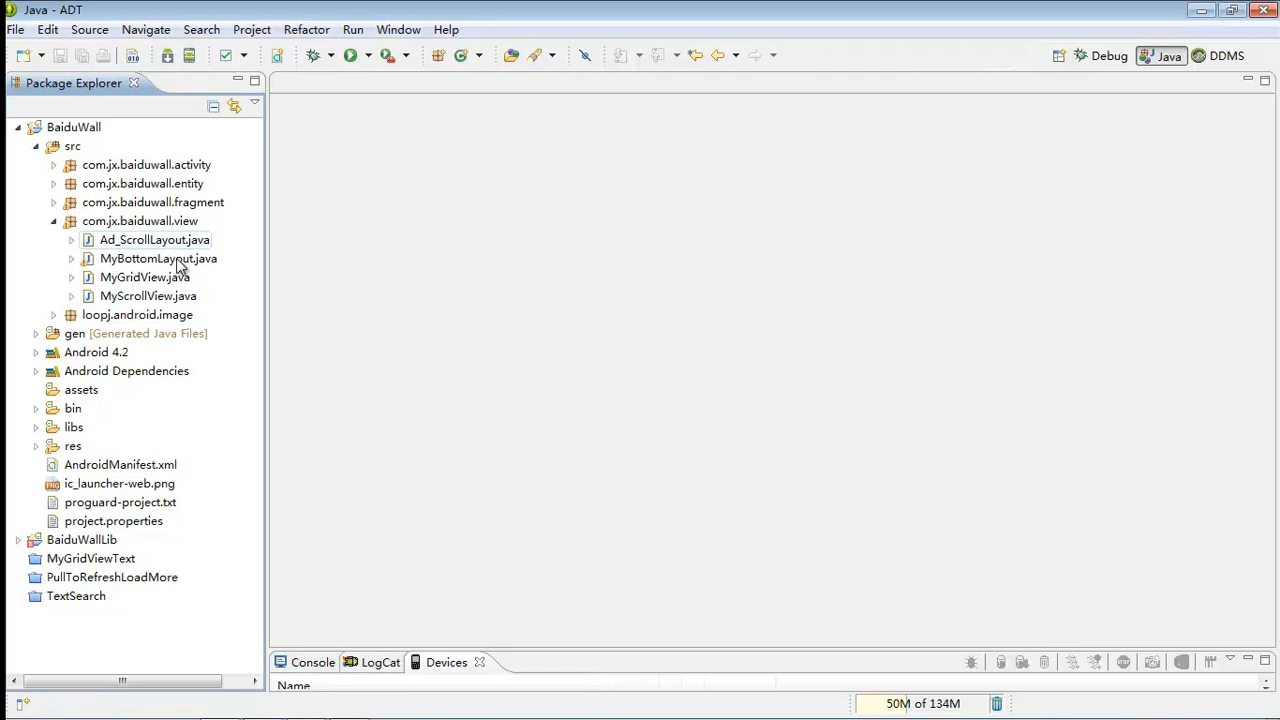 Java - ADT
File Edit Source Navigate Search Project Refactor Run Window Help
Debug Java DDMS
Package Explorer
BaiduWall
src
com.jx.baiduwall.activity
com.jx.baiduwall.entity
com.jx.baiduwall.fragment
com.jx.baiduwall.view
Ad_ScrollLayout.java
MyBottomLayout.java
MyGridView.java
MyScrollView.java
loopj.android.image
gen [Generated Java Files]
Android 4.2
Android Dependencies
assets
bin
libs
res
AndroidManifest.xml
ic_launcher-web.png
proguard-project.txt
project.properties
BaiduWallLib
MyGridViewText
PullToRefreshLoadMore
TextSearch
Console LogCat Devices
Name
50M of 134M